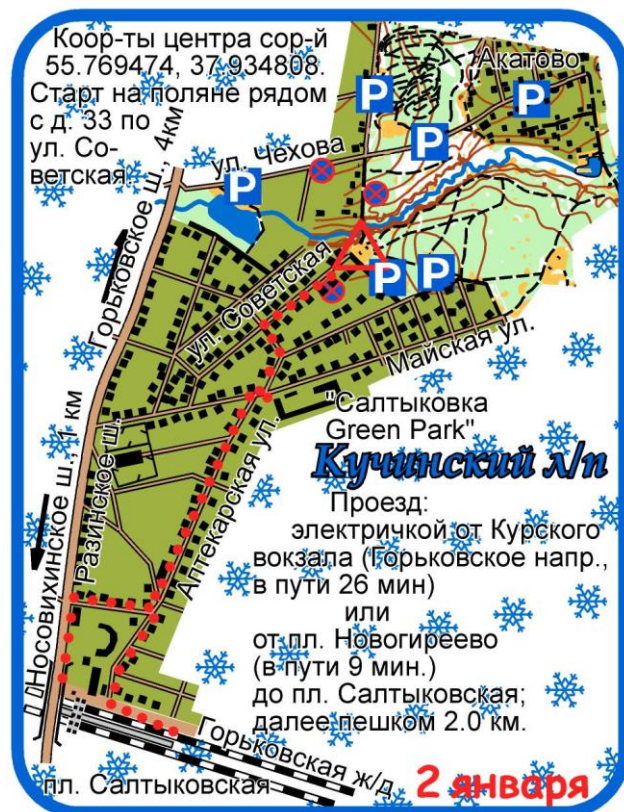 Коор-ты центра сор-й
55.769474, 37.934808.
Старт на поляне рядом
с д. 33 по
ул. Со-
ветская.
Акатово
P
P
P
P
ул. Чехова
Горьковское ш., 4км
P
P
ул. Советская
Майская ул.
"Салтыковка
Green Park"
Кучинский л/п
Носовихинское ш., 1 км
Разинское ш.
Аптекарская ул.
Проезд:
электричкой от Курского
вокзала (Горьковское напр.,
в пути 26 мин)
или
от пл. Новогиреево
(в пути 9 мин.)
до пл. Салтыковская;
далее пешком 2.0 км.
Горьковская ж/д
пл. Салтыковская
2 января